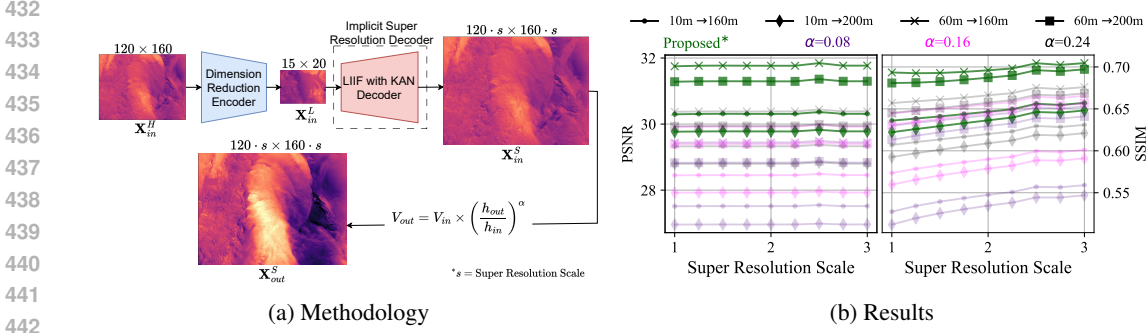 432
433
434
435
436
437
438
439
440
441
442
Implicit Super
Resolution Decoder
120 × 160
Dimension
Reduction
Encoder
15 × 20
LIIF with KAN
Decoder
120 · s × 160 · s
X^H_in
X^L_in
X^S_in
120 · s × 160 · s
V_out = V_in × (h_out / h_in)^α
X^S_out
*s = Super Resolution Scale
(a) Methodology
10m →160m
10m →200m
60m →160m
60m →200m
Proposed*
α=0.08
α=0.16
α=0.24
32
30
28
PSNR
1
2
3
Super Resolution Scale
1
2
3
Super Resolution Scale
0.70
0.65
0.60
0.55
SSIM
(b) Results